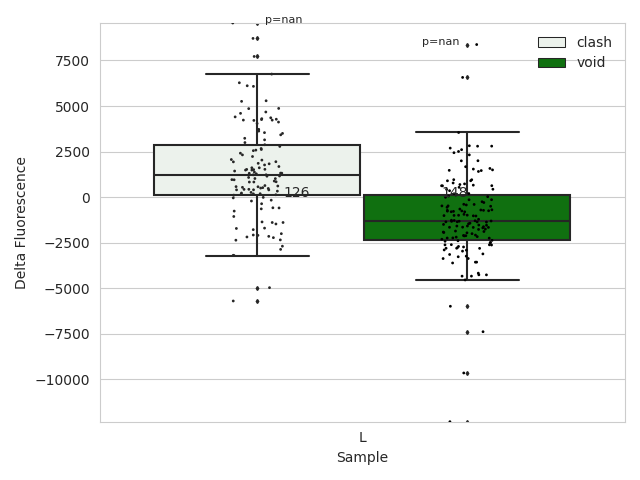 p=nan
p=nan
clash
void
7500
5000
2500
0
−2500
−5000
−7500
−10000
126
148
Delta Fluorescence
L
Sample